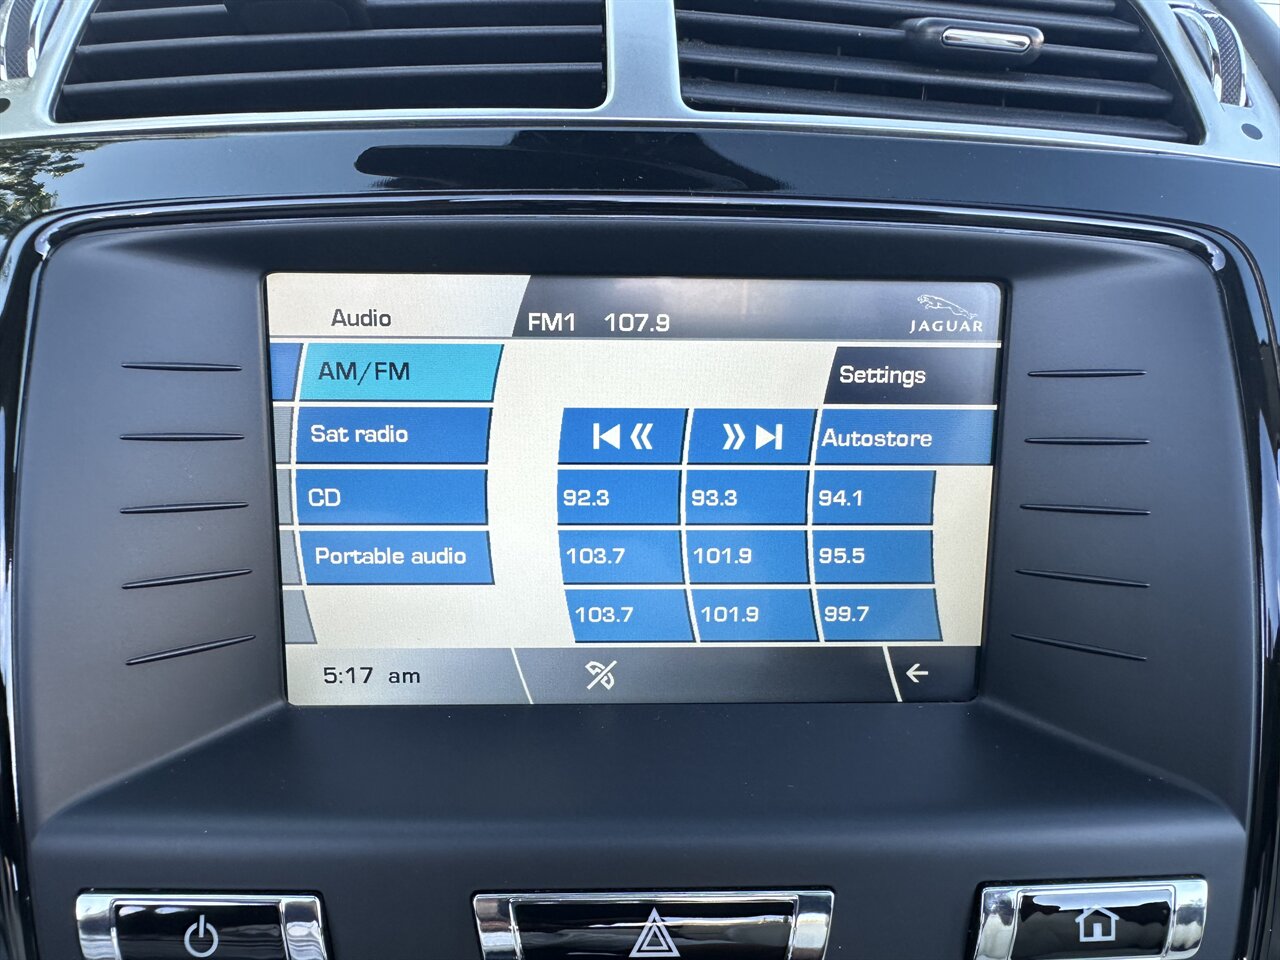 Audio
FM1 107.9
JAGUAR
AM/FM
Settings
Sat radio
Autostore
CD
92.3 93.3 94.1
Portable audio
103.7 101.9 95.5
103.7 101.9 99.7
5:17 am